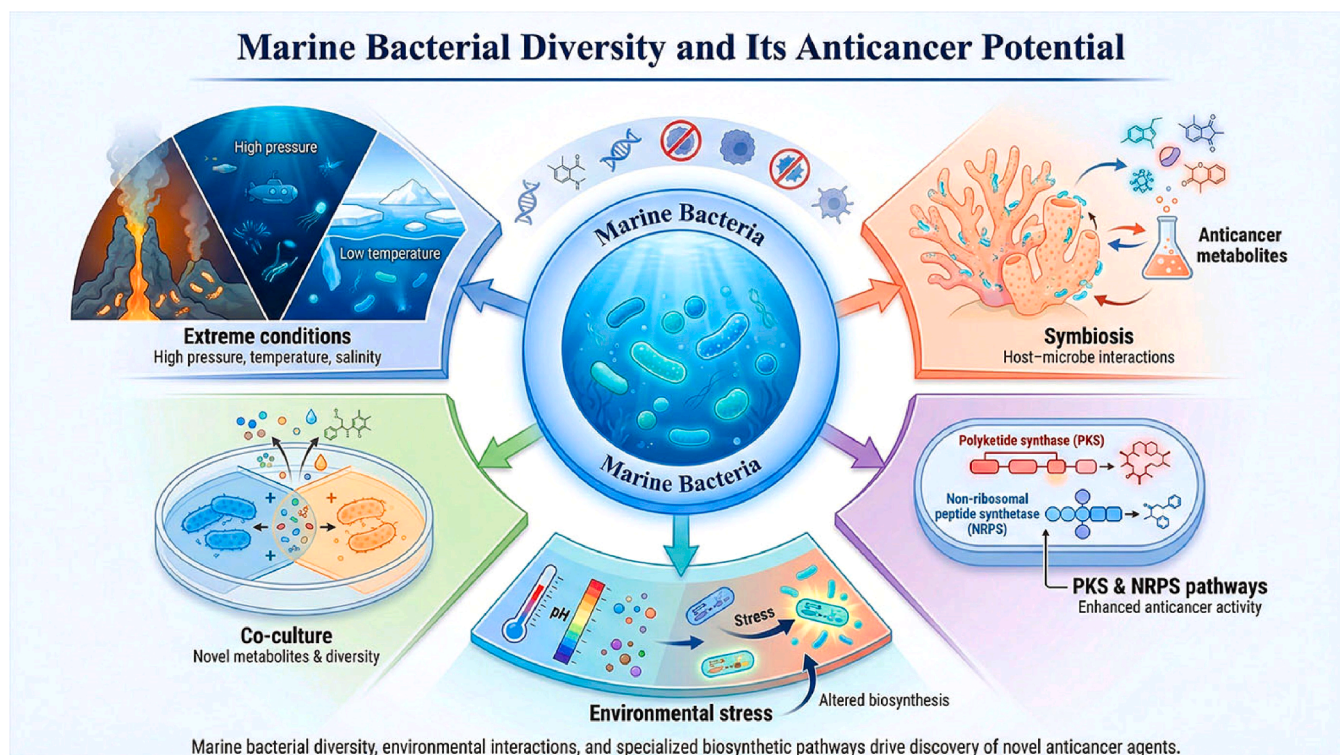 Marine Bacterial Diversity and Its Anticancer Potential
High pressure
Low temperature
Extreme conditions
High pressure, temperature, salinity
Marine Bacteria
Marine Bacteria
Anticancer
metabolites
Symbiosis
Host–microbe interactions
Co-culture
Novel metabolites & diversity
pH
Stress
Environmental stress
Altered biosynthesis
Polyketide synthase (PKS)
Non-ribosomal
peptide synthetase
(NRPS)
PKS & NRPS pathways
Enhanced anticancer activity
Marine bacterial diversity, environmental interactions, and specialized biosynthetic pathways drive discovery of novel anticancer agents.